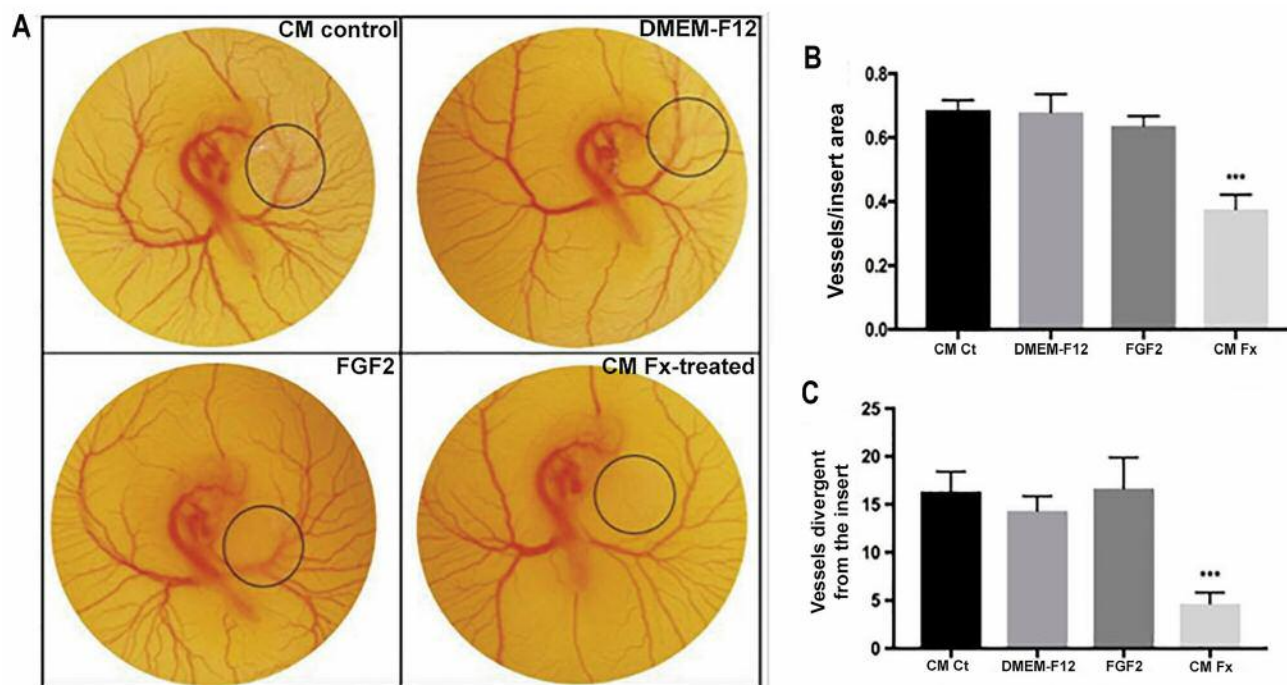 A
CM control
DMEM-F12
FGF2
CM Fx-treated
B
Vessels/insert area
0.8
0.6
0.4
0.2
0.0
***
CM Ct
DMEM-F12
FGF2
CM Fx
C
Vessels divergent
from the insert
25
20
15
10
5
0
***
CM Ct
DMEM-F12
FGF2
CM Fx